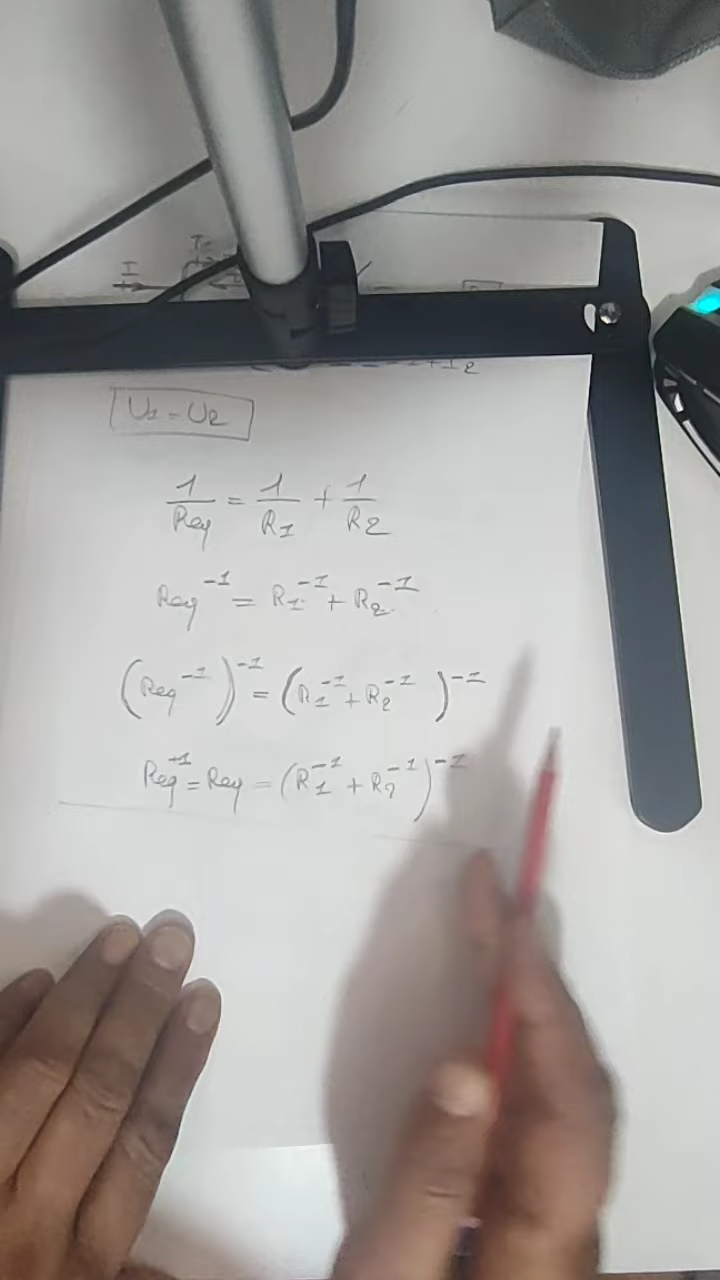 I
U1 = U2
1/Req = 1/R1 + 1/R2
Req^-1 = R1^-1 + R2^-1
(Req^-1)^-1 = (R1^-1 + R2^-1)^-1
Req^+1 = Req = (R1^-1 + R2^-1)^-1